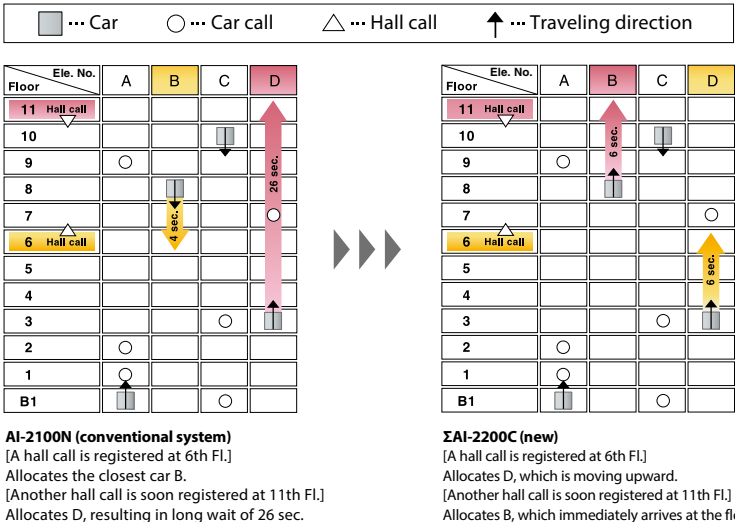 ··· Car ··· Car call ··· Hall call ··· Traveling direction
Ele. No.
Floor
A B C D
11 Hall call
10
9
8
7
6 Hall call
5
4
3
2
1
B1
4 sec.
26 sec.
AI-2100N (conventional system)
[A hall call is registered at 6th Fl.]
Allocates the closest car B.
[Another hall call is soon registered at 11th Fl.]
Allocates D, resulting in long wait of 26 sec.
Ele. No.
Floor
A B C D
11 Hall call
10
9
8
7
6 Hall call
5
4
3
2
1
B1
6 sec.
6 sec.
ΣAI-2200C (new)
[A hall call is registered at 6th Fl.]
Allocates D, which is moving upward.
[Another hall call is soon registered at 11th Fl.]
Allocates B, which immediately arrives at the